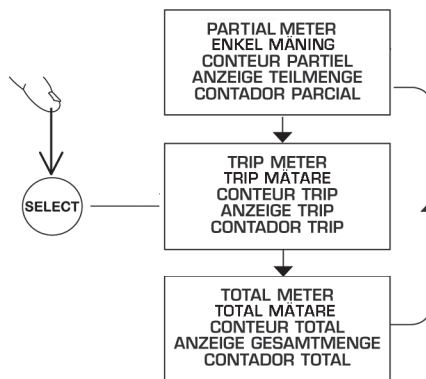 PARTIAL METER
ENKEL MÄNING
CONTEUR PARTIEL
ANZEIGE TEILMENGE
CONTADOR PARCIAL
SELECT
TRIP METER
TRIP MÄTARE
CONTEUR TRIP
ANZEIGE TRIP
CONTADOR TRIP
TOTAL METER
TOTAL MÄTARE
CONTEUR TOTAL
ANZEIGE GESAMTMENGE
CONTADOR TOTAL